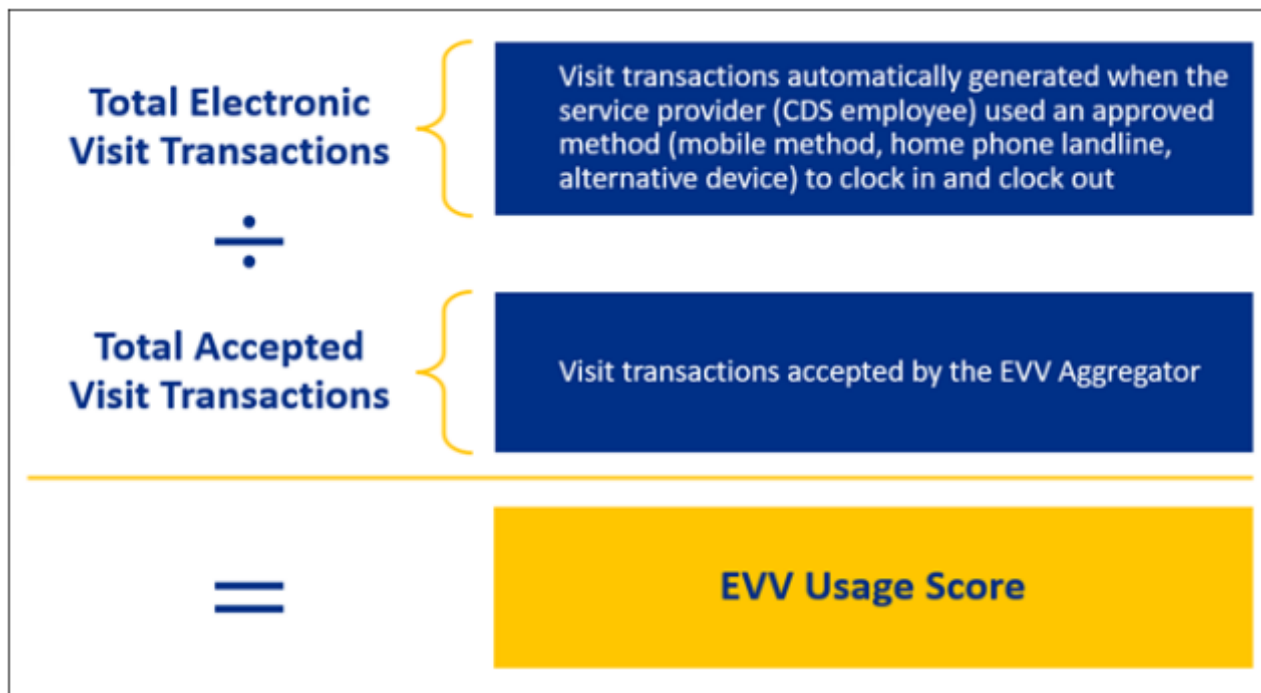 Total Electronic
Visit Transactions
Visit transactions automatically generated when the
service provider (CDS employee) used an approved
method (mobile method, home phone landline,
alternative device) to clock in and clock out
÷
Total Accepted
Visit Transactions
Visit transactions accepted by the EVV Aggregator
=
EVV Usage Score